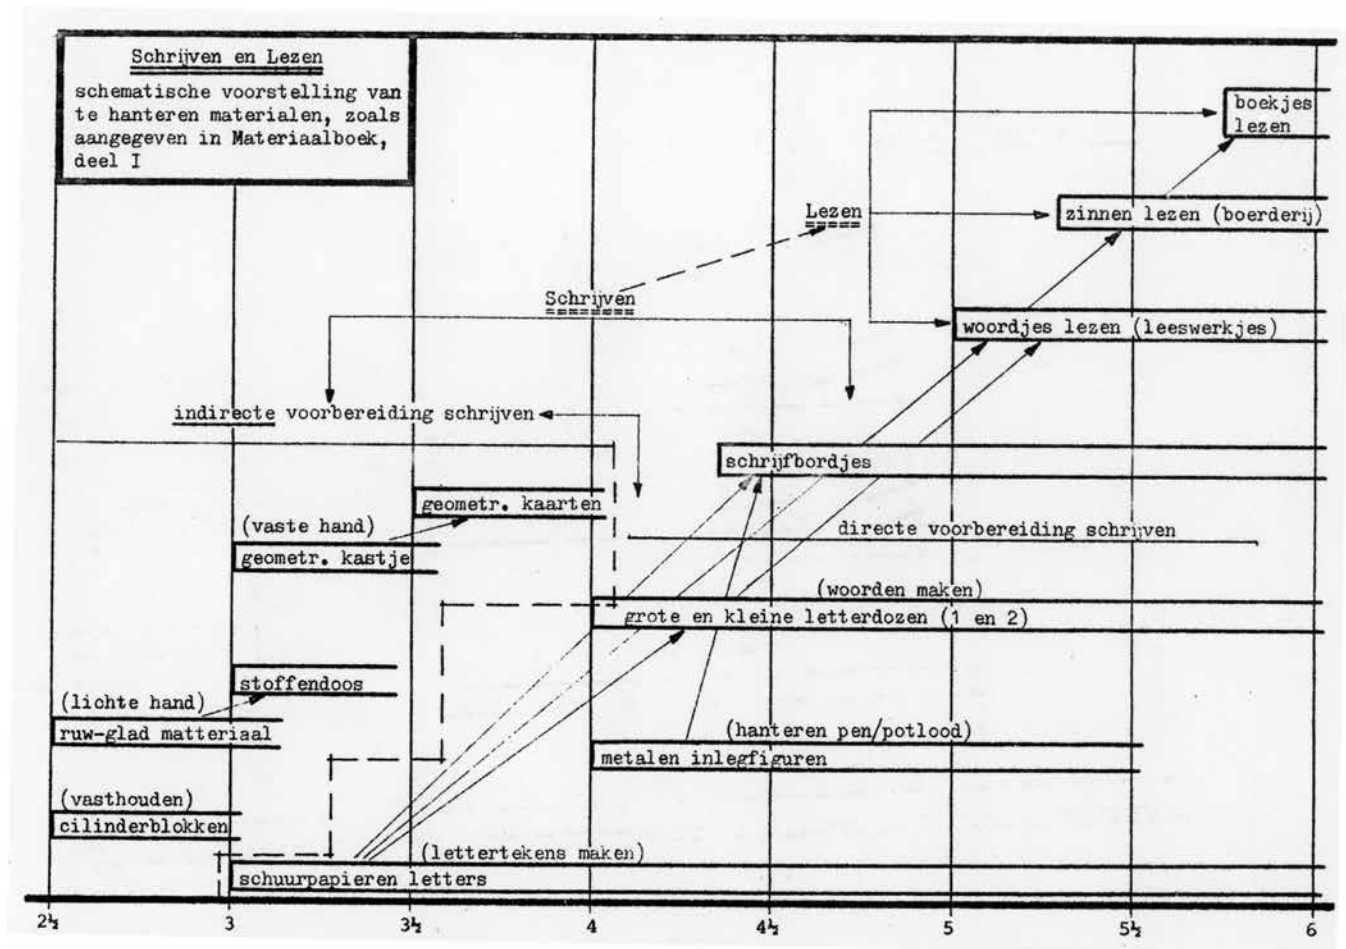 Schrijven en Lezen
schematische voorstelling van
te hanteren materialen, zoals
aangegeven in Materiaalboek,
deel I
boekjes
lezen
Lezen
zinnen lezen (boerderij)
Schrijven
woordjes lezen (leeswerkjes)
indirecte voorbereiding schrijven
schrijfbordjes
geometr. kaarten
(vaste hand)
directe voorbereiding schrijven
geometr. kastje
(woorden maken)
grote en kleine letterdozen (1 en 2)
stoffendoos
(lichte hand)
ruw-glad matteriaal
(hanteren pen/potlood)
metalen inlegfiguren
(vasthouden)
cilinderblokken
(lettertekens maken)
schuurpapieren letters
2½ 3 3½ 4 4½ 5 5½ 6